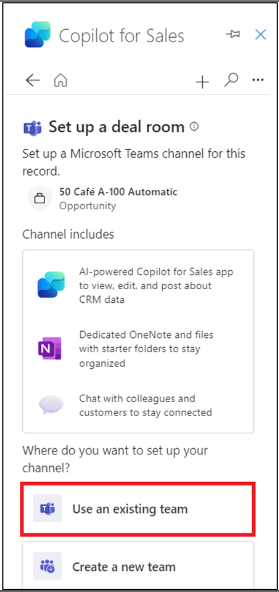 Copilot for Sales
Set up a deal room
Set up a Microsoft Teams channel for this
record.
50 Café A-100 Automatic
Opportunity
Channel includes
AI-powered Copilot for Sales app
to view, edit, and post about
CRM data
Dedicated OneNote and files
with starter folders to stay
organized
Chat with colleagues and
customers to stay connected
Where do you want to set up your
channel?
Use an existing team
Create a new team